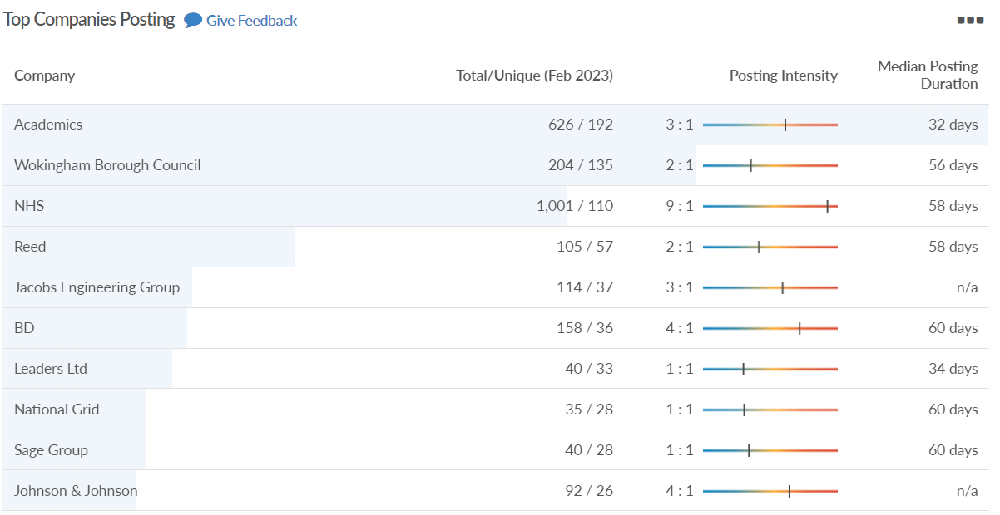 Top Companies Posting Give Feedback
Company Total/Unique (Feb 2023) Posting Intensity Median Posting Duration
Academics 626 / 192 3 : 1 32 days
Wokingham Borough Council 204 / 135 2 : 1 56 days
NHS 1,001 / 110 9 : 1 58 days
Reed 105 / 57 2 : 1 58 days
Jacobs Engineering Group 114 / 37 3 : 1 n/a
BD 158 / 36 4 : 1 60 days
Leaders Ltd 40 / 33 1 : 1 34 days
National Grid 35 / 28 1 : 1 60 days
Sage Group 40 / 28 1 : 1 60 days
Johnson & Johnson 92 / 26 4 : 1 n/a